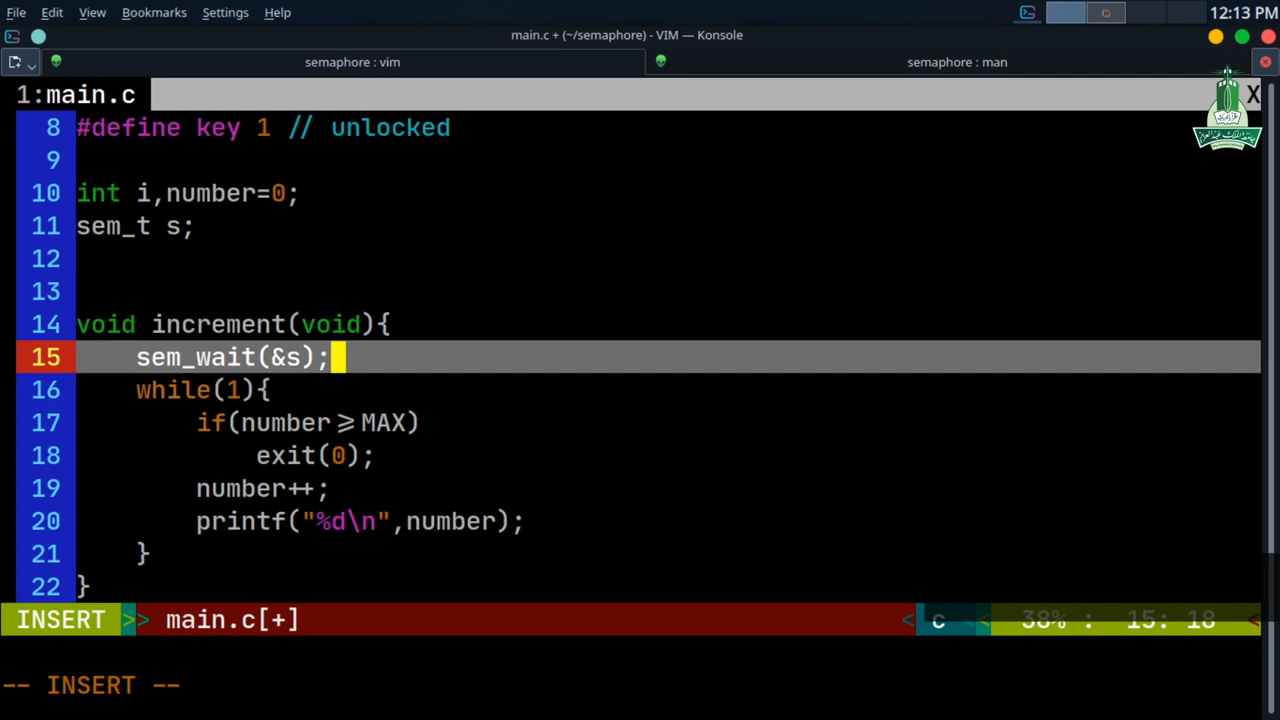 File Edit View Bookmarks Settings Help 12:13 PM
main.c + (~/semaphore) - VIM — Konsole
semaphore : vim semaphore : man
1:main.c X
8 #define key 1 // unlocked
9
10 int i,number=0;
11 sem_t s;
12
13
14 void increment(void){
15 sem_wait(&s);
16 while(1){
17 if(number>=MAX)
18 exit(0);
19 number++;
20 printf("%d\n",number);
21 }
22 }
INSERT >> main.c[+] < c << 38% : 15: 18 <
-- INSERT --